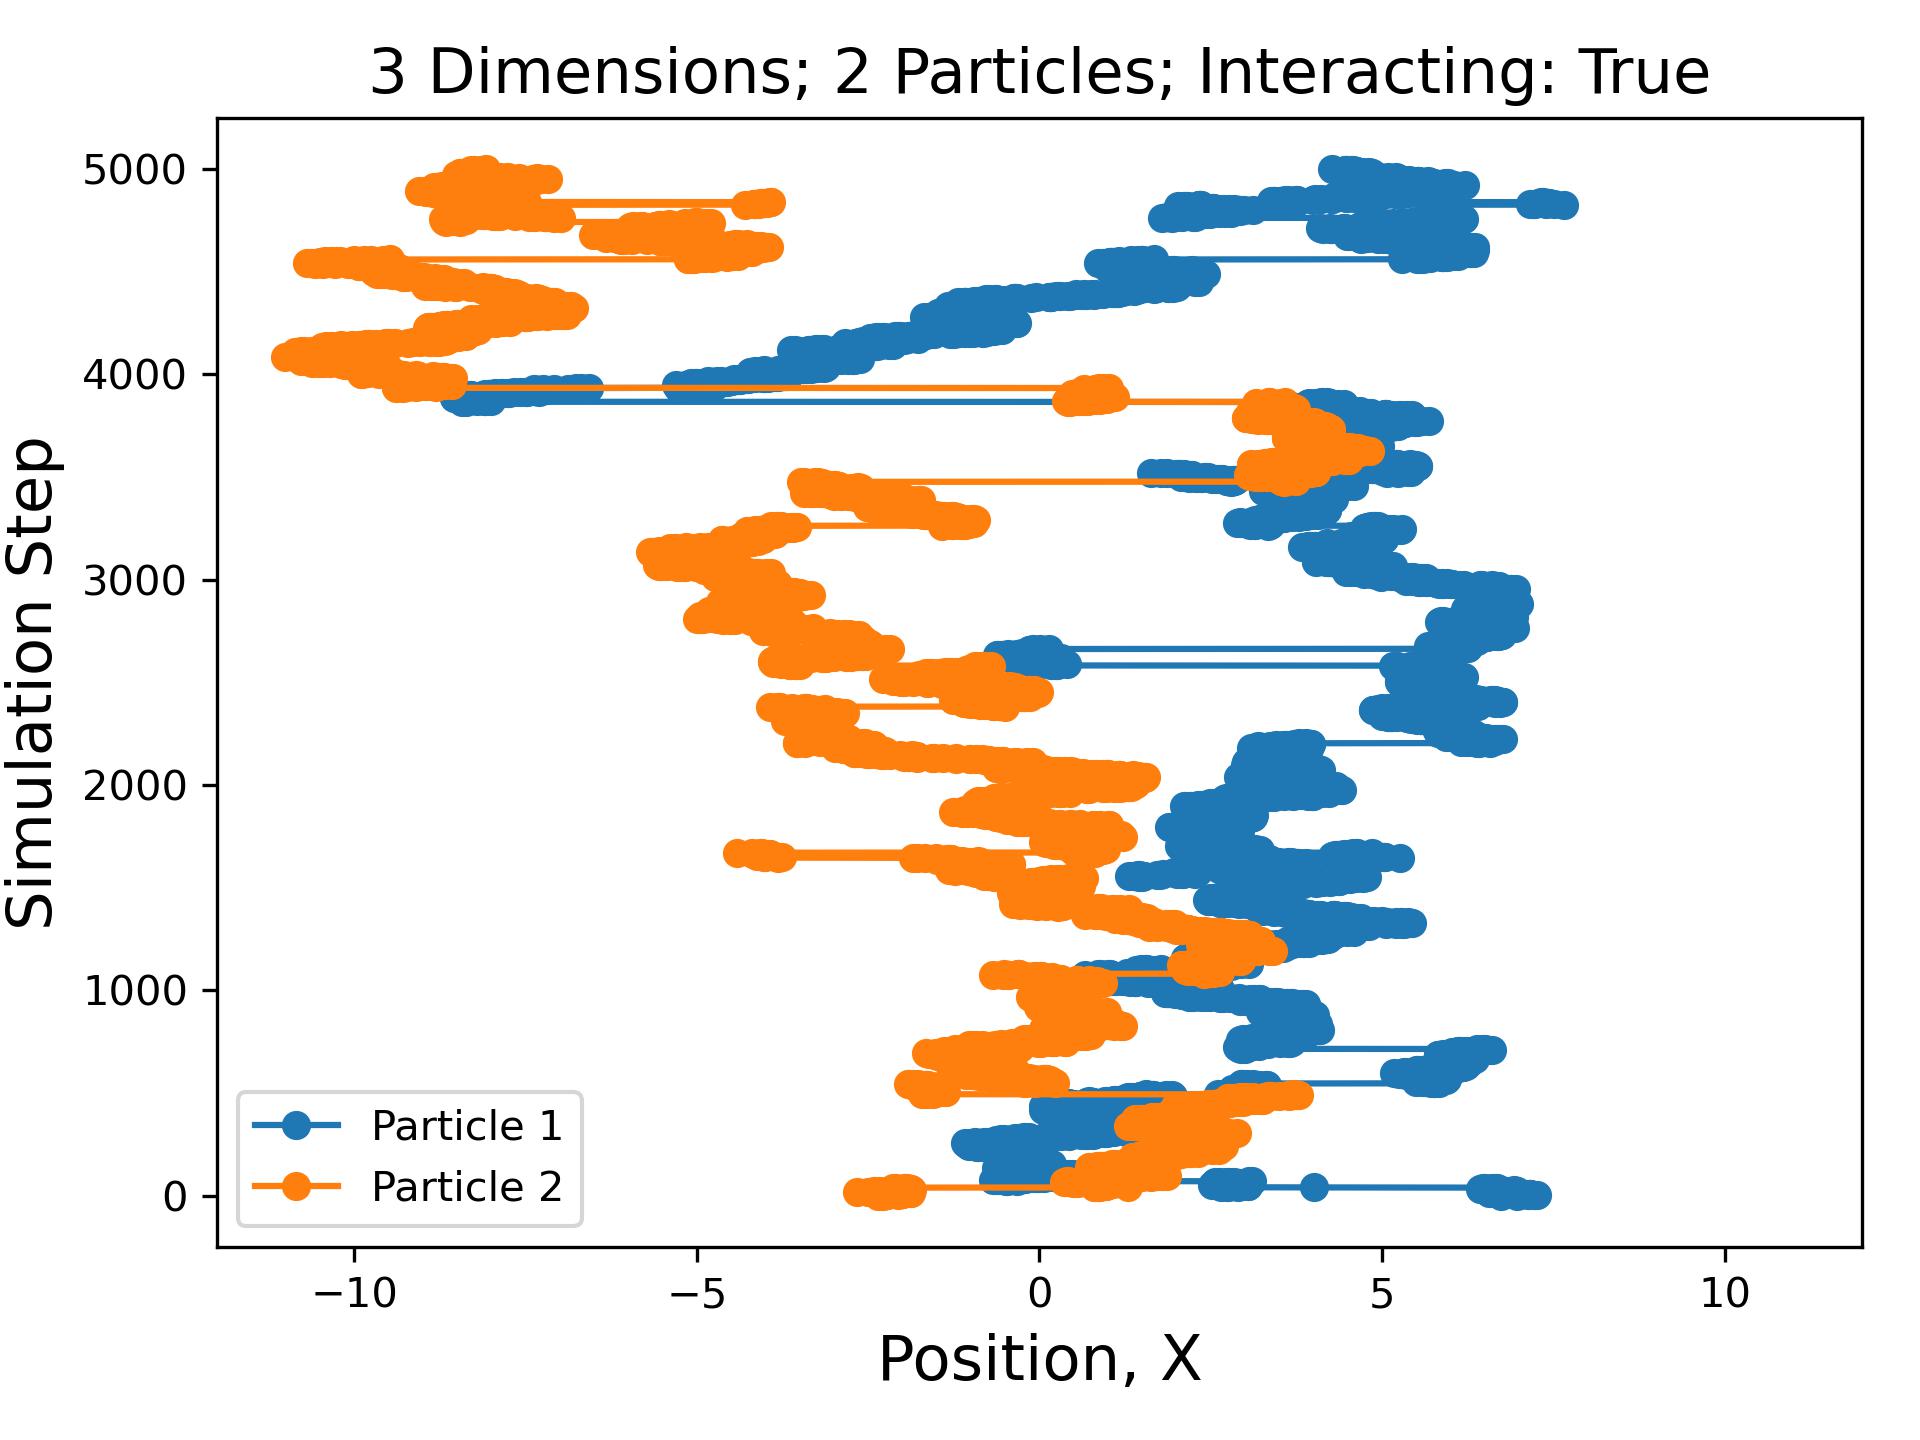 3 Dimensions; 2 Particles; Interacting: True
Simulation Step
5000
4000
3000
2000
1000
0
Particle 1
Particle 2
−10
−5
0
5
10
Position, X